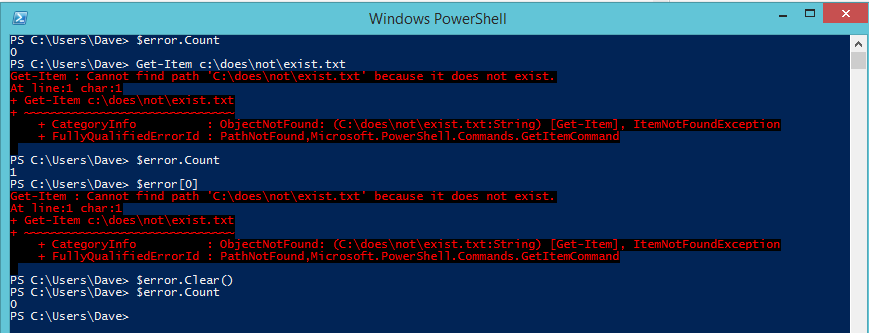 Windows PowerShell
PS C:\Users\Dave> $error.Count
0
PS C:\Users\Dave> Get-Item c:\does\not\exist.txt
Get-Item : Cannot find path 'C:\does\not\exist.txt' because it does not exist.
At line:1 char:1
+ Get-Item c:\does\not\exist.txt
+ ~~~~~~~~~~~~~~~~~~~~~~~~~~~~~~
    + CategoryInfo          : ObjectNotFound: (C:\does\not\exist.txt:String) [Get-Item], ItemNotFoundException
    + FullyQualifiedErrorId : PathNotFound,Microsoft.PowerShell.Commands.GetItemCommand
PS C:\Users\Dave> $error.Count
1
PS C:\Users\Dave> $error[0]
Get-Item : Cannot find path 'C:\does\not\exist.txt' because it does not exist.
At line:1 char:1
+ Get-Item c:\does\not\exist.txt
+ ~~~~~~~~~~~~~~~~~~~~~~~~~~~~~~
    + CategoryInfo          : ObjectNotFound: (C:\does\not\exist.txt:String) [Get-Item], ItemNotFoundException
    + FullyQualifiedErrorId : PathNotFound,Microsoft.PowerShell.Commands.GetItemCommand
PS C:\Users\Dave> $error.Clear()
PS C:\Users\Dave> $error.Count
0
PS C:\Users\Dave>